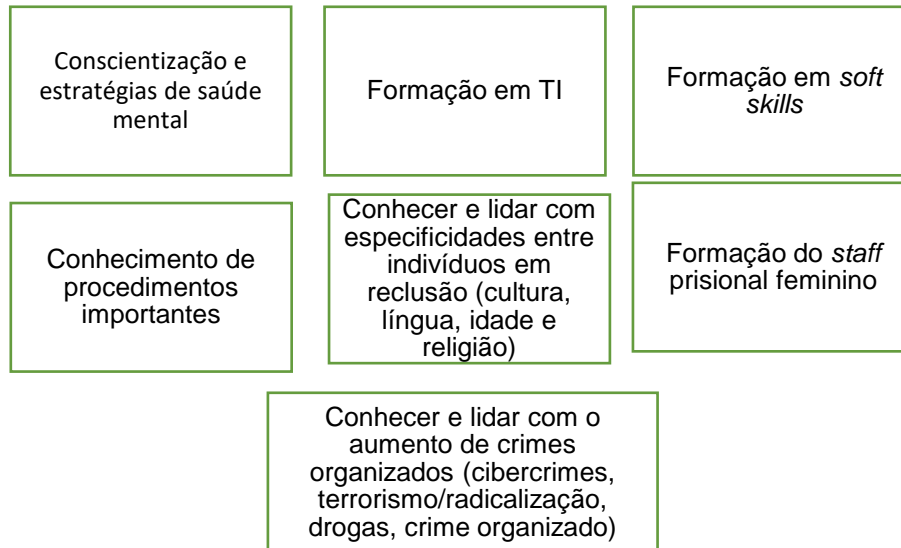 Conscientização e
estratégias de saúde
mental
Formação em TI
Formação em soft
skills
Conhecimento de
procedimentos
importantes
Conhecer e lidar com
especificidades entre
indivíduos em
reclusão (cultura,
língua, idade e
religião)
Formação do staff
prisional feminino
Conhecer e lidar com o
aumento de crimes
organizados (cibercrimes,
terrorismo/radicalização,
drogas, crime organizado)